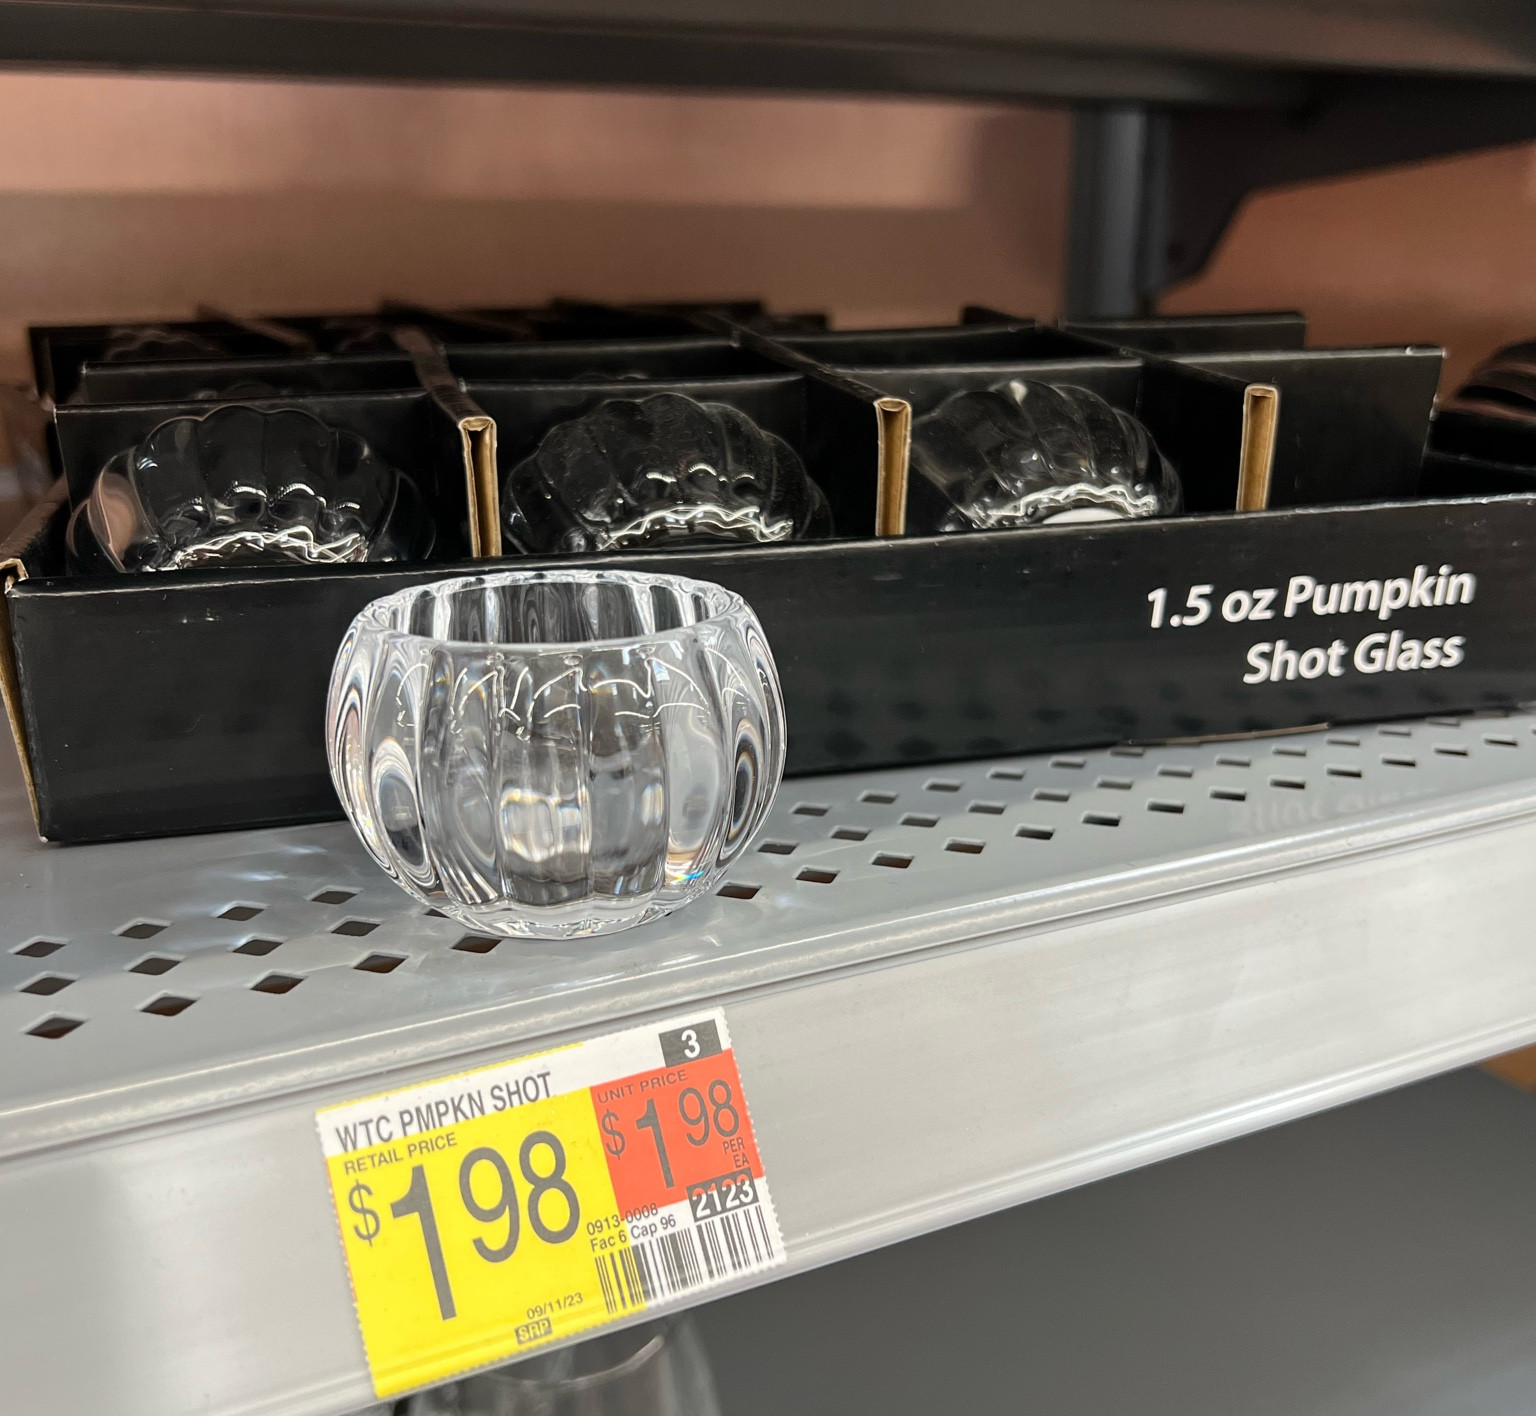 1.5 oz Pumpkin
Shot Glass
3
WTC PMPKN SHOT
RETAIL PRICE
$198
UNIT PRICE
$198
PER
EA
2123
0913-0008
Fac 6 Cap 96
09/11/23
SRP